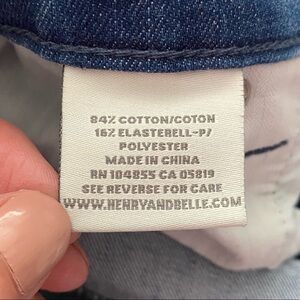 84% COTTON/COTON
16% ELASTERELL-P/
POLYESTER
MADE IN CHINA
RN 104855 CA 05819
SEE REVERSE FOR CARE
WWW.HENRYANDBELLE.COM